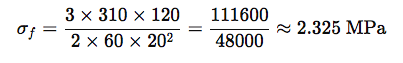 σ_f = (3 × 310 × 120) / (2 × 60 × 20²) = 111600 / 48000 ≈ 2.325 MPa